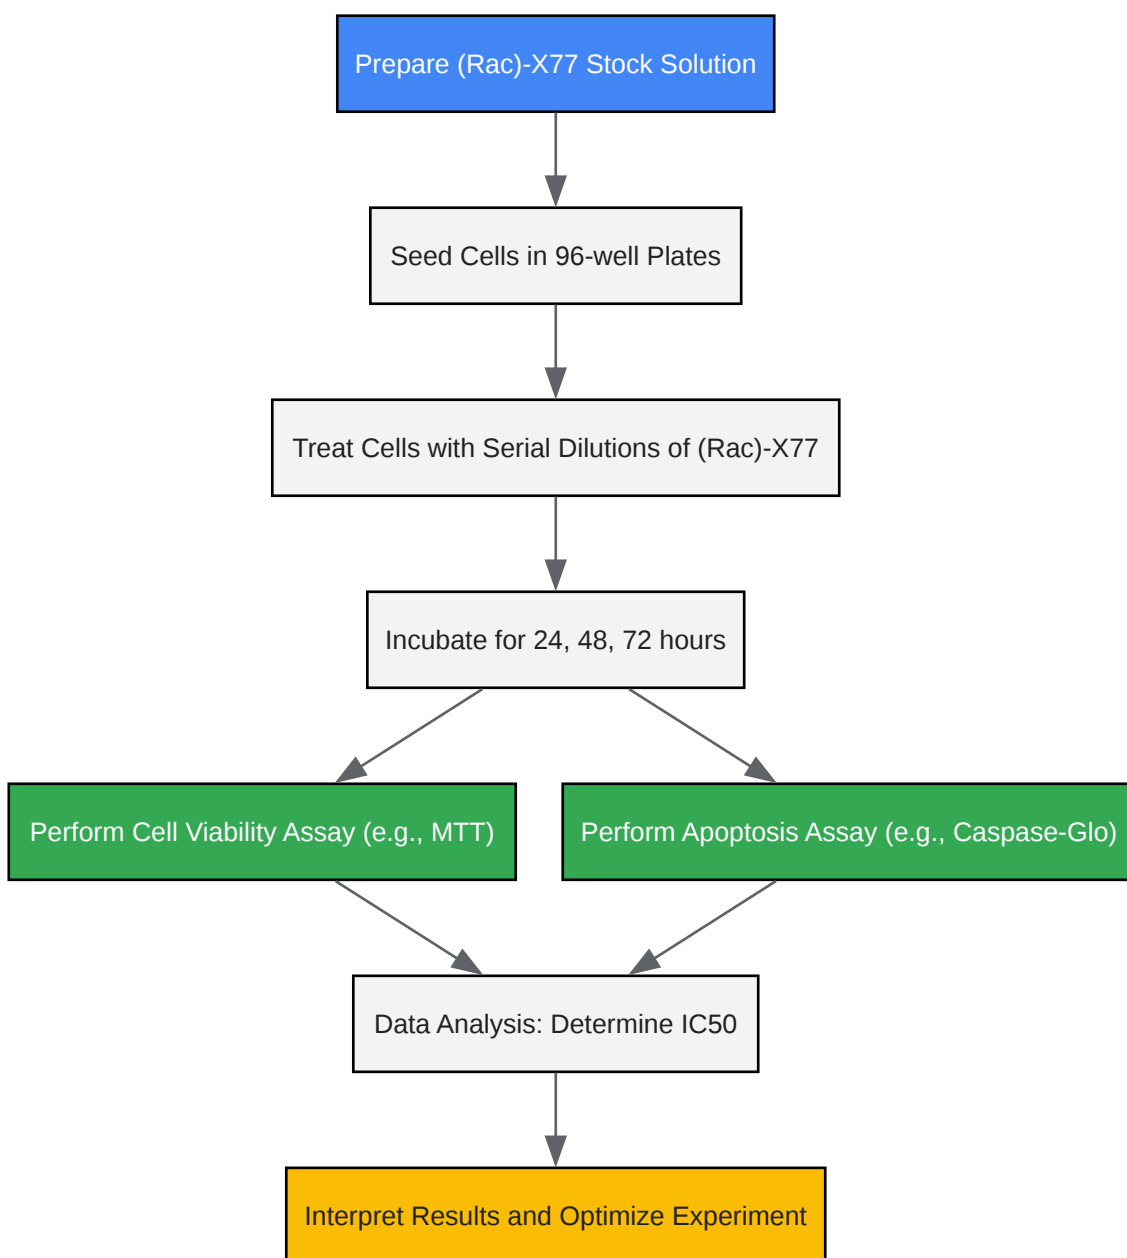 Prepare (Rac)-X77 Stock Solution
Seed Cells in 96-well Plates
Treat Cells with Serial Dilutions of (Rac)-X77
Incubate for 24, 48, 72 hours
Perform Cell Viability Assay (e.g., MTT)
Perform Apoptosis Assay (e.g., Caspase-Glo)
Data Analysis: Determine IC50
Interpret Results and Optimize Experiment